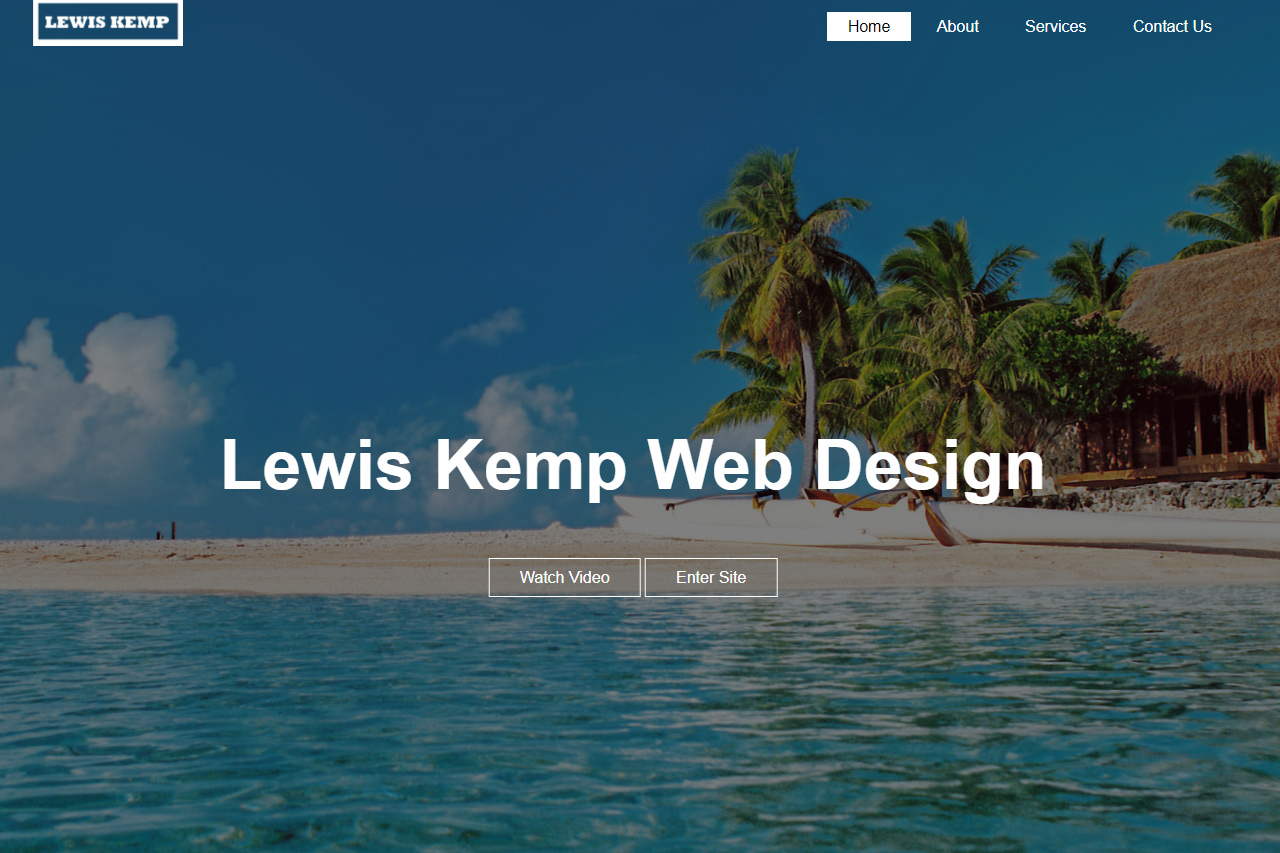 LEWIS KEMP
Home About Services Contact Us
Lewis Kemp Web Design
Watch Video Enter Site